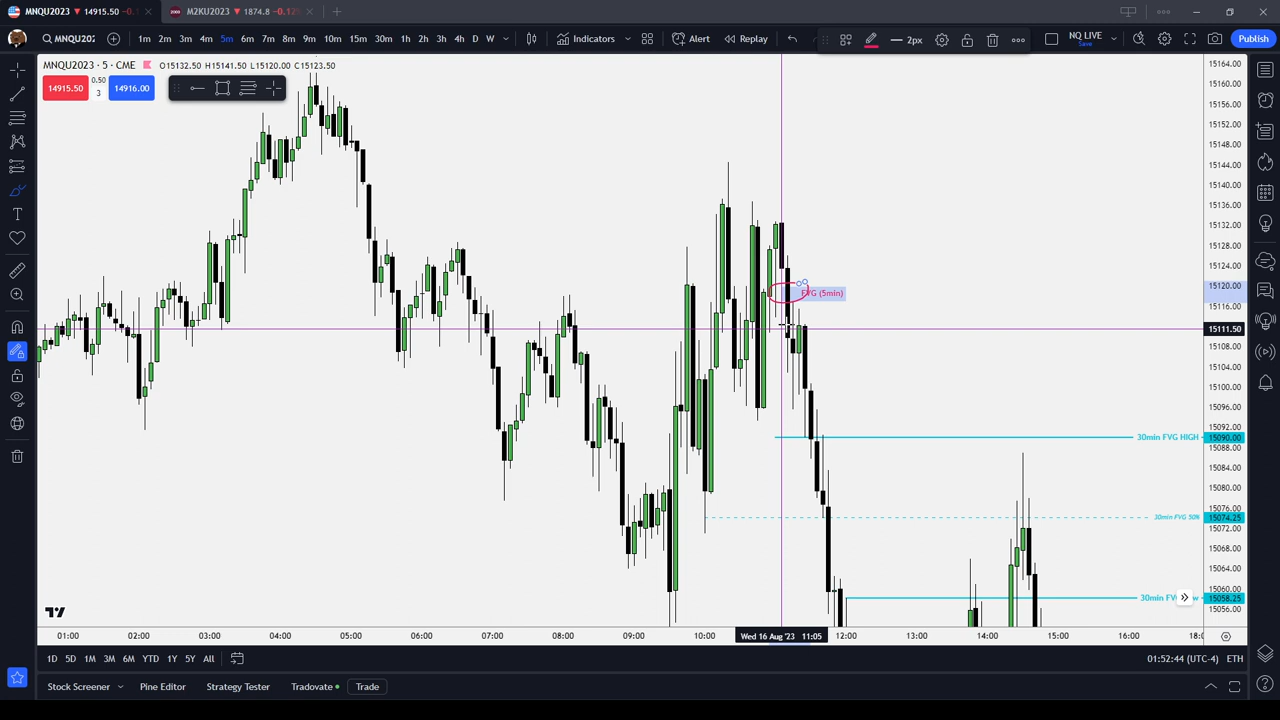 MNQU2023 ▼ 14915.50 -0.12%
M2KU2023 ▼ 1874.8 -0.12%
MNQU202 1m 2m 3m 4m 5m 6m 7m 8m 9m 10m 15m 30m 1h 2h 3h 4h D W Indicators Alert Replay 2px NQ LIVE Save Publish
MNQU2023 · 5 · CME O15132.50 H15141.50 L15120.00 C15123.50
14915.50 0.50 3 14916.00
15164.00
15160.00
15156.00
15152.00
15148.00
15144.00
15140.00
15136.00
15132.00
15128.00
15124.00
15120.00
FVG (5min)
15116.00
15111.50
15108.00
15104.00
15100.00
15096.00
15092.00
30min FVG HIGH 15090.00
15088.00
15084.00
15080.00
15076.00
30min FVG 50% 15074.25
15072.00
15068.00
15064.00
15060.00
30min FV w 15058.25
15056.00
01:00 02:00 03:00 04:00 05:00 06:00 07:00 08:00 09:00 10:00 Wed 16 Aug '23 11:05 12:00 13:00 14:00 15:00 16:00 18:
1D 5D 1M 3M 6M YTD 1Y 5Y All 01:52:44 (UTC-4) ETH
Stock Screener Pine Editor Strategy Tester Tradovate Trade